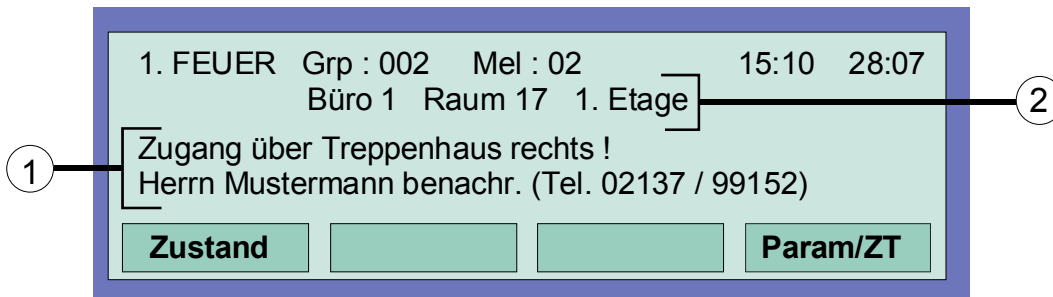 1. FEUER Grp : 002 Mel : 02 15:10 28:07
Büro 1 Raum 17 1. Etage
2
Zugang über Treppenhaus rechts !
1
Herrn Mustermann benachr. (Tel. 02137 / 99152)
Zustand Param/ZT